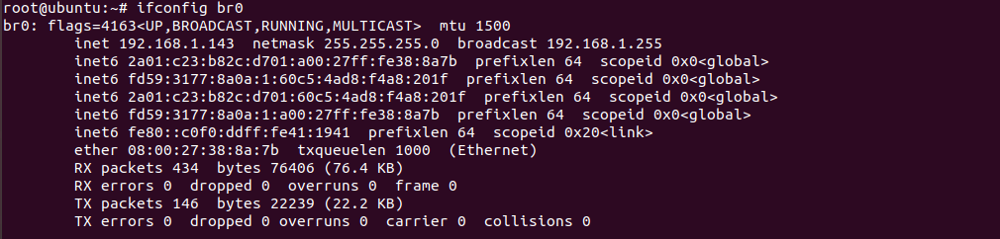 root@ubuntu:~# ifconfig br0
br0: flags=4163<UP,BROADCAST,RUNNING,MULTICAST>  mtu 1500
        inet 192.168.1.143  netmask 255.255.255.0  broadcast 192.168.1.255
        inet6 2a01:c23:b82c:d701:a00:27ff:fe38:8a7b  prefixlen 64  scopeid 0x0<global>
        inet6 fd59:3177:8a0a:1:60c5:4ad8:f4a8:201f  prefixlen 64  scopeid 0x0<global>
        inet6 2a01:c23:b82c:d701:60c5:4ad8:f4a8:201f  prefixlen 64  scopeid 0x0<global>
        inet6 fd59:3177:8a0a:1:a00:27ff:fe38:8a7b  prefixlen 64  scopeid 0x0<global>
        inet6 fe80::c0f0:ddff:fe41:1941  prefixlen 64  scopeid 0x20<link>
        ether 08:00:27:38:8a:7b  txqueuelen 1000  (Ethernet)
        RX packets 434  bytes 76406 (76.4 KB)
        RX errors 0  dropped 0  overruns 0  frame 0
        TX packets 146  bytes 22239 (22.2 KB)
        TX errors 0  dropped 0 overruns 0  carrier 0  collisions 0